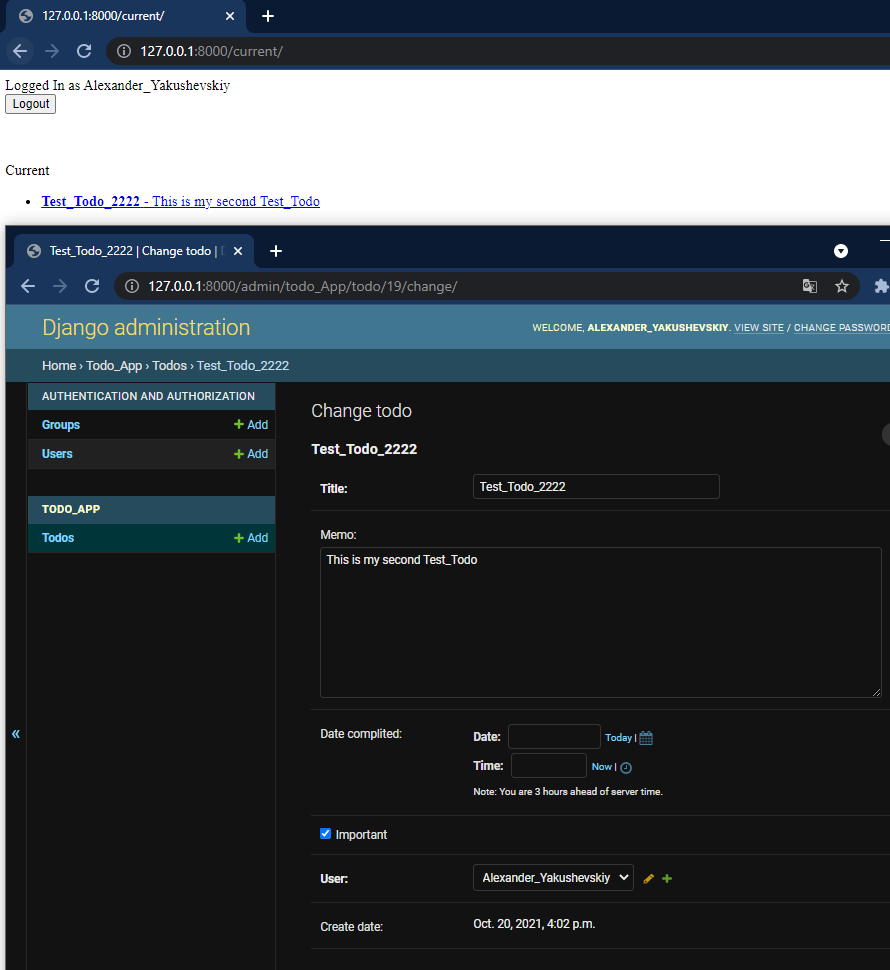 127.0.0.1:8000/current/
127.0.0.1:8000/current/
Logged In as Alexander_Yakushevskiy
Logout
Current
Test_Todo_2222 - This is my second Test_Todo
Test_Todo_2222 | Change todo |
127.0.0.1:8000/admin/todo_App/todo/19/change/
Django administration
WELCOME, ALEXANDER_YAKUSHEVSKIY. VIEW SITE / CHANGE PASSWORD
Home › Todo_App › Todos › Test_Todo_2222
AUTHENTICATION AND AUTHORIZATION
Groups + Add
Users + Add
TODO_APP
Todos + Add
«
Change todo
Test_Todo_2222
Title: Test_Todo_2222
Memo:
This is my second Test_Todo
Date complited: Date: Today |
Time: Now |
Note: You are 3 hours ahead of server time.
Important
User: Alexander_Yakushevskiy
Create date: Oct. 20, 2021, 4:02 p.m.